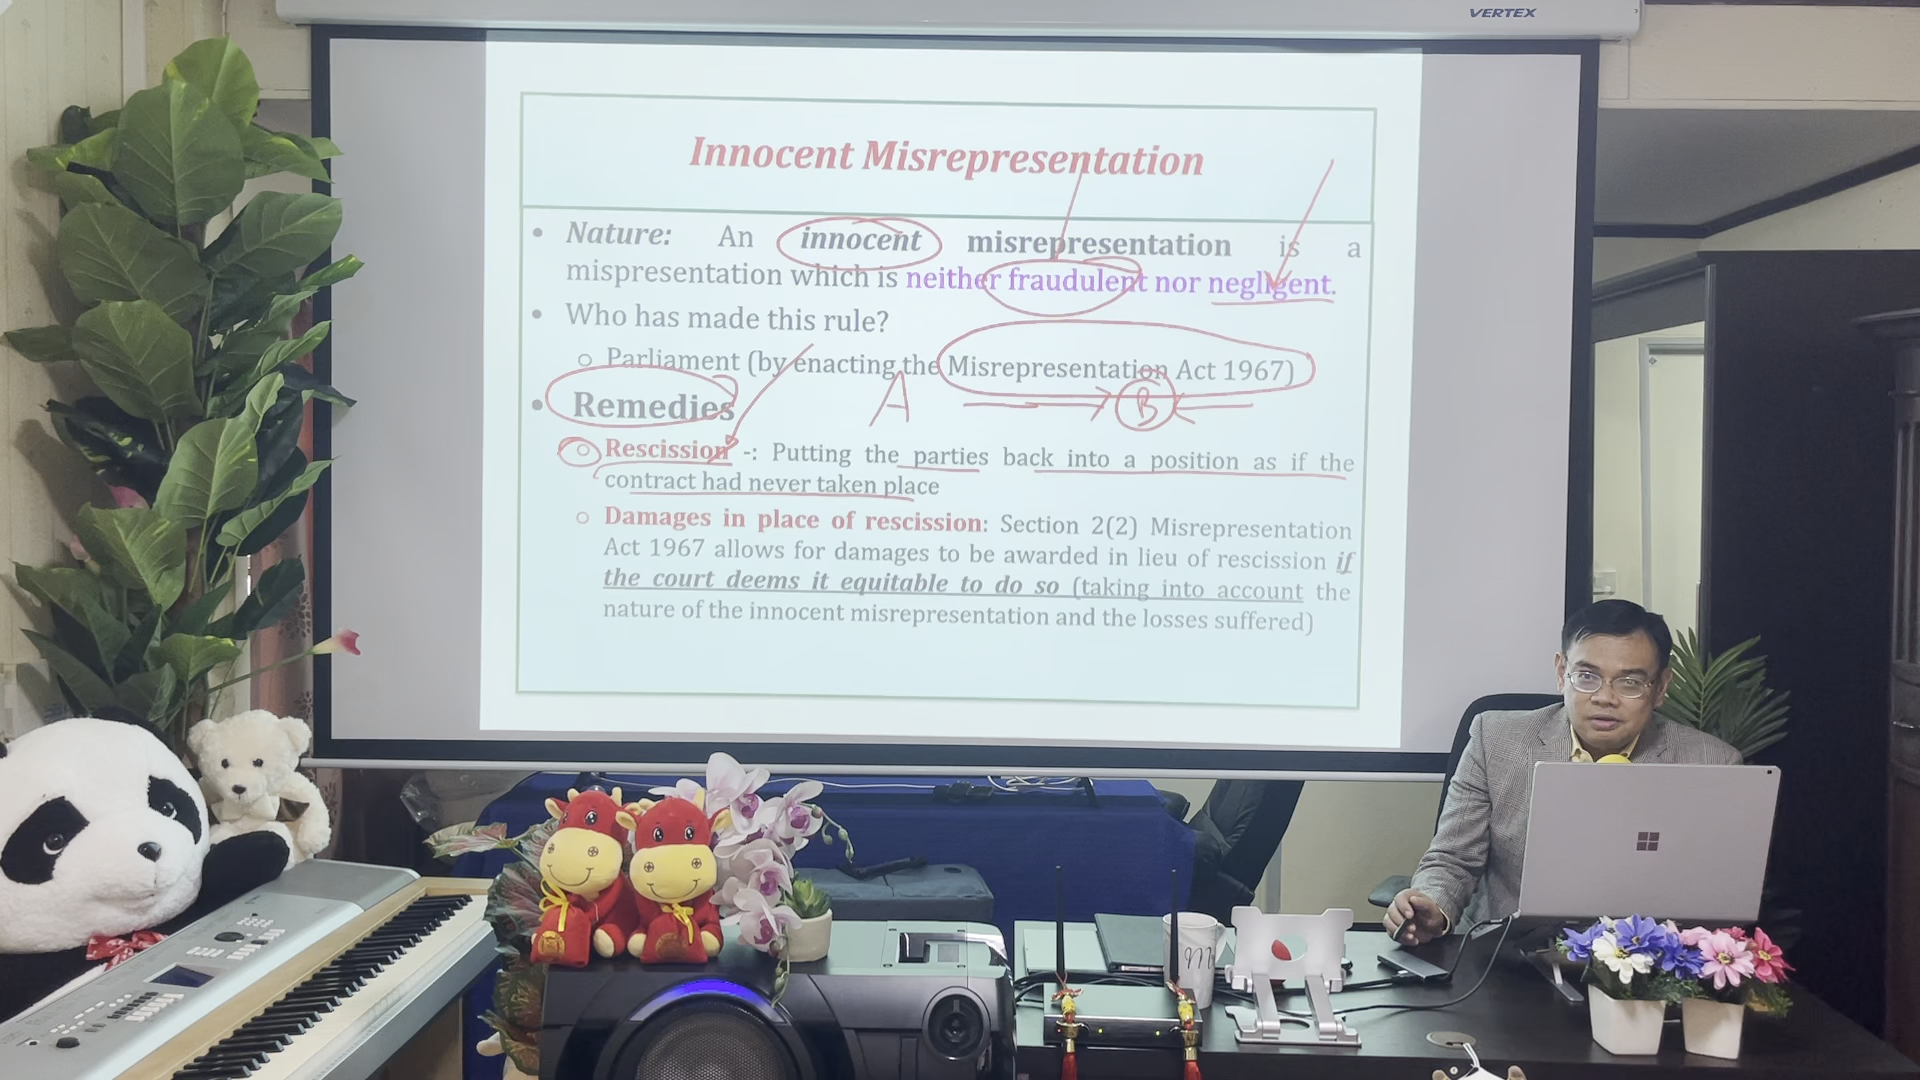 VERTEX
Innocent Misrepresentation
• Nature: An innocent misrepresentation is a
mispresentation which is neither fraudulent nor negligent.
• Who has made this rule?
o Parliament (by enacting the Misrepresentation Act 1967)
A B
• Remedies
o Rescission -: Putting the parties back into a position as if the
contract had never taken place
o Damages in place of rescission: Section 2(2) Misrepresentation
Act 1967 allows for damages to be awarded in lieu of rescission if
the court deems it equitable to do so (taking into account the
nature of the innocent misrepresentation and the losses suffered)